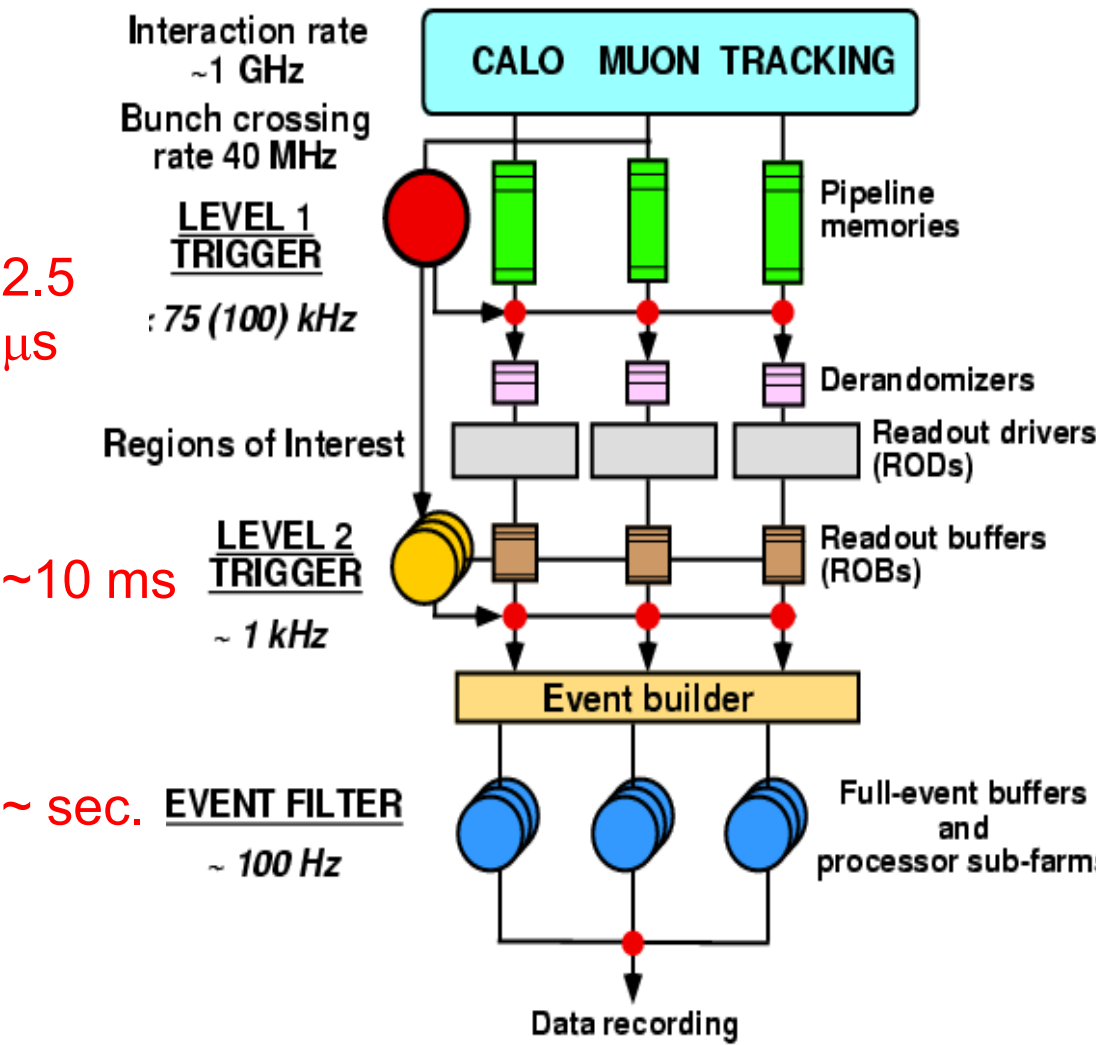 Interaction rate
~1 GHz
CALO MUON TRACKING
Bunch crossing
rate 40 MHz
Pipeline
memories
LEVEL 1
TRIGGER
2.5
μs
75 (100) kHz
Derandomizers
Regions of Interest
Readout drivers
(RODs)
LEVEL 2
TRIGGER
~10 ms
~ 1 kHz
Readout buffers
(ROBs)
Event builder
~ sec.
EVENT FILTER
~ 100 Hz
Full-event buffers
and
processor sub-farms
Data recording